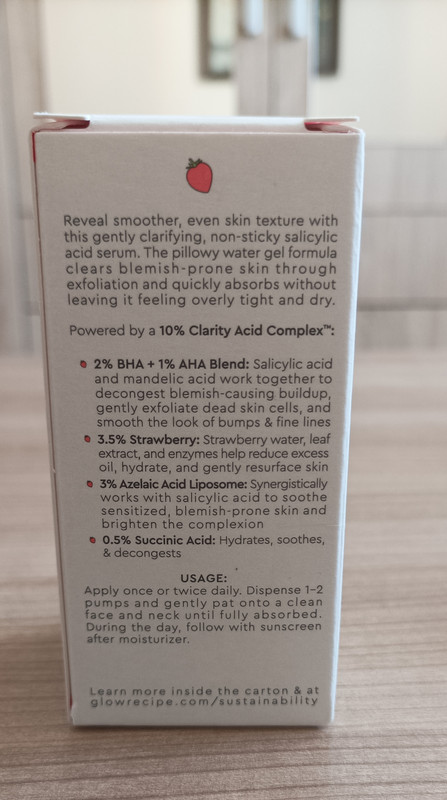 Reveal smoother, even skin texture with
this gently clarifying, non-sticky salicylic
acid serum. The pillowy water gel formula
clears blemish-prone skin through
exfoliation and quickly absorbs without
leaving it feeling overly tight and dry.
Powered by a 10% Clarity Acid Complex™:
2% BHA + 1% AHA Blend: Salicylic acid
and mandelic acid work together to
decongest blemish-causing buildup,
gently exfoliate dead skin cells, and
smooth the look of bumps & fine lines
3.5% Strawberry: Strawberry water, leaf
extract, and enzymes help reduce excess
oil, hydrate, and gently resurface skin
3% Azelaic Acid Liposome: Synergistically
works with salicylic acid to soothe
sensitized, blemish-prone skin and
brighten the complexion
0.5% Succinic Acid: Hydrates, soothes,
& decongests
USAGE:
Apply once or twice daily. Dispense 1–2
pumps and gently pat onto a clean
face and neck until fully absorbed.
During the day, follow with sunscreen
after moisturizer.
Learn more inside the carton & at
glowrecipe.com/sustainability